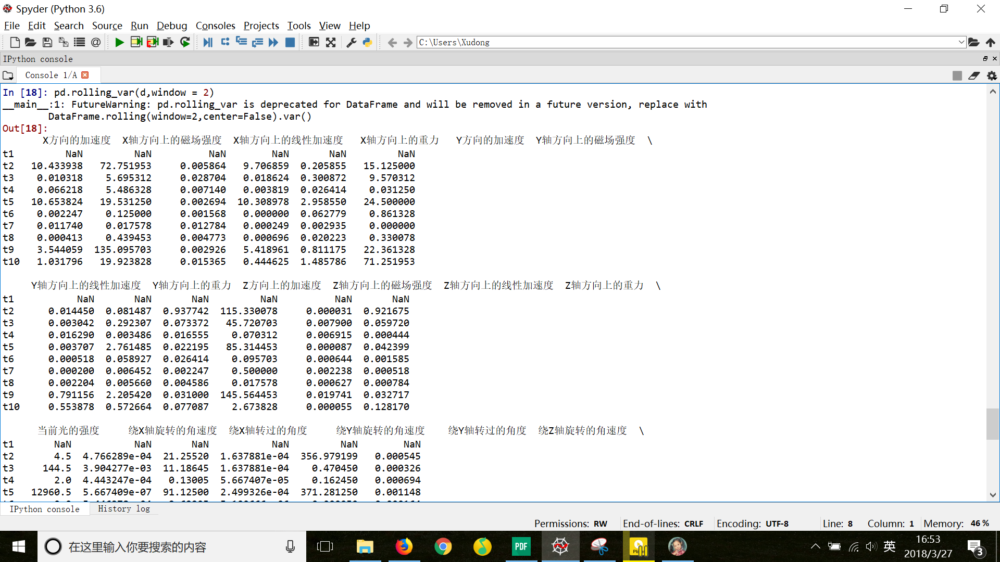 Spyder (Python 3.6)
File Edit Search Source Run Debug Consoles Projects Tools View Help
C:\Users\Xudong
IPython console
Console 1/A
In [18]: pd.rolling_var(d,window = 2)
__main__:1: FutureWarning: pd.rolling_var is deprecated for DataFrame and will be removed in a future version, replace with
DataFrame.rolling(window=2,center=False).var()
Out[18]:
X方向的加速度 X轴方向上的磁场强度 X轴方向上的线性加速度 X轴方向上的重力 Y方向的加速度 Y轴方向上的磁场强度 \
t1 NaN NaN NaN NaN NaN NaN
t2 10.433938 72.751953 0.005864 9.706859 0.205855 15.125000
t3 0.010318 5.695312 0.028704 0.018624 0.300872 9.570312
t4 0.066218 5.486328 0.007140 0.003819 0.026414 0.031250
t5 10.653824 19.531250 0.002694 10.308978 2.958550 24.500000
t6 0.002247 0.125000 0.001568 0.000000 0.062779 0.861328
t7 0.011740 0.017578 0.012784 0.000249 0.002935 0.000000
t8 0.000413 0.439453 0.004773 0.000696 0.020223 0.330078
t9 3.544059 135.095703 0.002926 5.418961 0.811175 22.361328
t10 1.031796 19.923828 0.015365 0.444625 1.485786 71.251953
Y轴方向上的线性加速度 Y轴方向上的重力 Z方向上的加速度 Z轴方向上的磁场强度 Z轴方向上的线性加速度 Z轴方向上的重力 \
t1 NaN NaN NaN NaN NaN NaN
t2 0.014450 0.081487 0.937742 115.330078 0.000031 0.921675
t3 0.003042 0.292307 0.073372 45.720703 0.007900 0.059720
t4 0.016290 0.003486 0.016555 0.070312 0.006915 0.000444
t5 0.003707 2.761485 0.022195 85.314453 0.000087 0.042399
t6 0.000518 0.058927 0.026414 0.095703 0.000644 0.001585
t7 0.000200 0.006452 0.002247 0.500000 0.002238 0.000518
t8 0.002204 0.005660 0.004586 0.017578 0.000627 0.000784
t9 0.791156 2.205420 0.031000 145.564453 0.019741 0.032717
t10 0.553878 0.572664 0.077087 2.673828 0.000055 0.128170
当前光的强度 绕X轴旋转的角速度 绕X轴转过的角度 绕Y轴旋转的角速度 绕Y轴转过的角度 绕Z轴旋转的角速度 \
t1 NaN NaN NaN NaN NaN NaN
t2 4.5 4.766289e-04 21.25520 1.637881e-04 356.979199 0.000545
t3 144.5 3.904277e-03 11.18645 1.637881e-04 0.470450 0.000326
t4 2.0 4.443247e-04 0.13005 5.667407e-05 0.162450 0.000694
t5 12960.5 5.667409e-07 91.12500 2.499326e-04 371.281250 0.001148
IPython console History log
Permissions: RW End-of-lines: CRLF Encoding: UTF-8 Line: 8 Column: 1 Memory: 46 %
在这里输入你要搜索的内容
PDF
英
16:53
2018/3/27
3